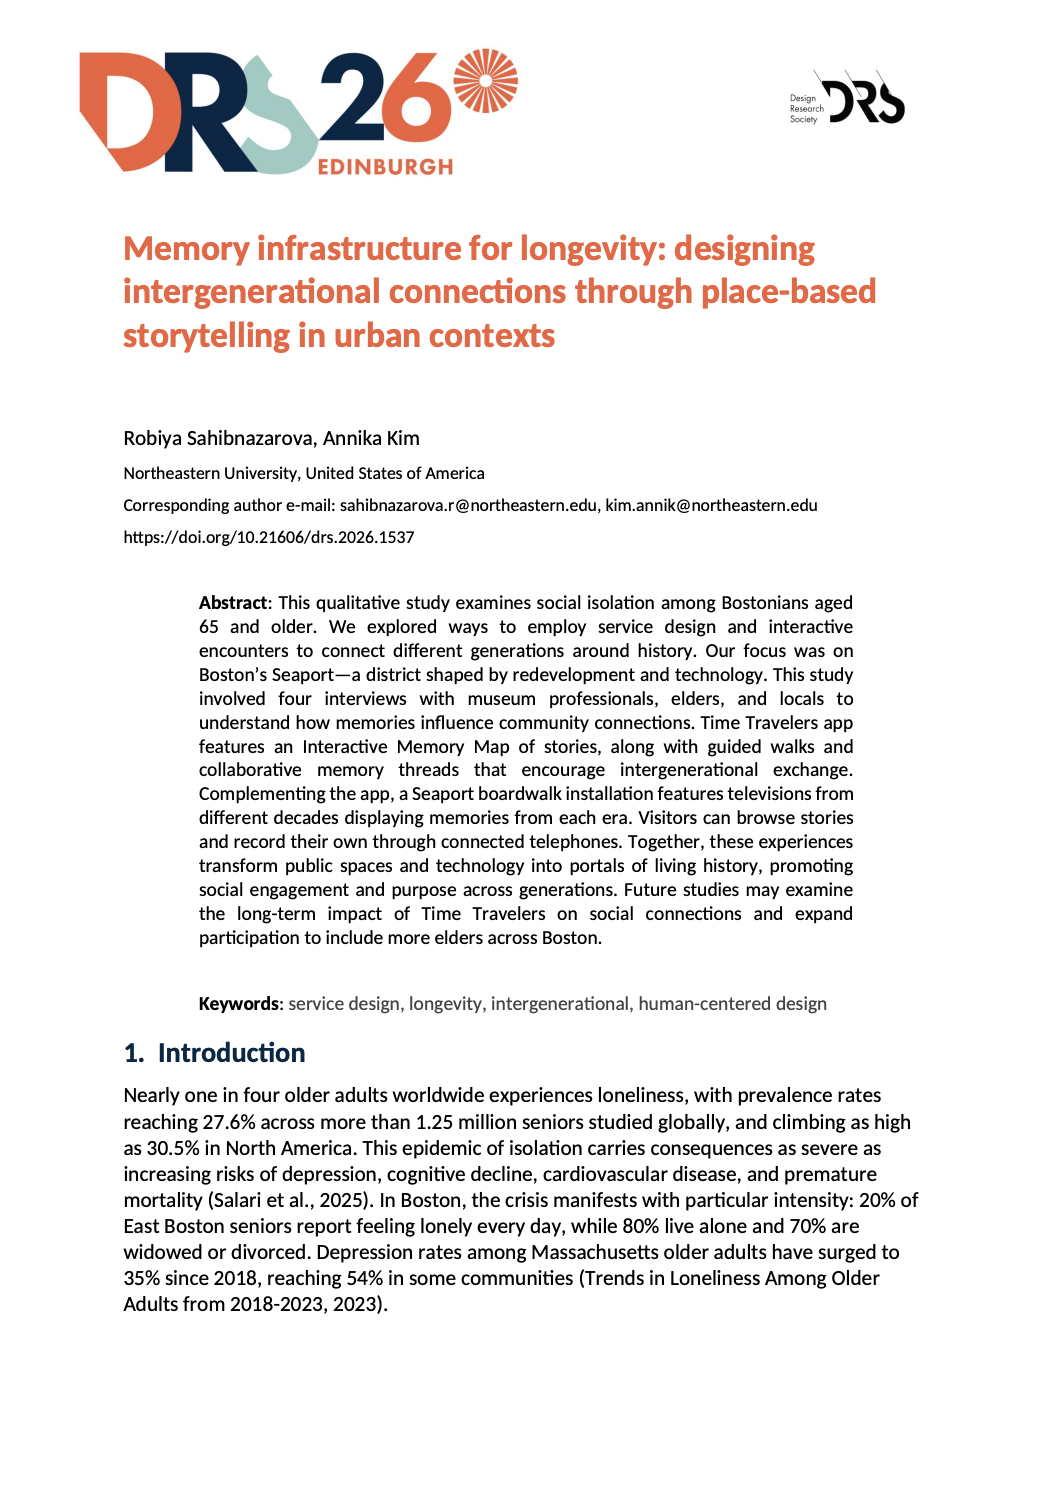 DRS 26
EDINBURGH
Design
Research
Society
DRS
Memory infrastructure for longevity: designing
intergenerational connections through place-based
storytelling in urban contexts
Robiya Sahibnazarova, Annika Kim
Northeastern University, United States of America
Corresponding author e-mail: sahibnazarova.r@northeastern.edu, kim.annik@northeastern.edu
https://doi.org/10.21606/drs.2026.1537
Abstract: This qualitative study examines social isolation among Bostonians aged
65 and older. We explored ways to employ service design and interactive
encounters to connect different generations around history. Our focus was on
Boston’s Seaport—a district shaped by redevelopment and technology. This study
involved four interviews with museum professionals, elders, and locals to
understand how memories influence community connections. Time Travelers app
features an Interactive Memory Map of stories, along with guided walks and
collaborative memory threads that encourage intergenerational exchange.
Complementing the app, a Seaport boardwalk installation features televisions from
different decades displaying memories from each era. Visitors can browse stories
and record their own through connected telephones. Together, these experiences
transform public spaces and technology into portals of living history, promoting
social engagement and purpose across generations. Future studies may examine
the long-term impact of Time Travelers on social connections and expand
participation to include more elders across Boston.
Keywords: service design, longevity, intergenerational, human-centered design
1. Introduction
Nearly one in four older adults worldwide experiences loneliness, with prevalence rates
reaching 27.6% across more than 1.25 million seniors studied globally, and climbing as high
as 30.5% in North America. This epidemic of isolation carries consequences as severe as
increasing risks of depression, cognitive decline, cardiovascular disease, and premature
mortality (Salari et al., 2025). In Boston, the crisis manifests with particular intensity: 20% of
East Boston seniors report feeling lonely every day, while 80% live alone and 70% are
widowed or divorced. Depression rates among Massachusetts older adults have surged to
35% since 2018, reaching 54% in some communities (Trends in Loneliness Among Older
Adults from 2018-2023, 2023).